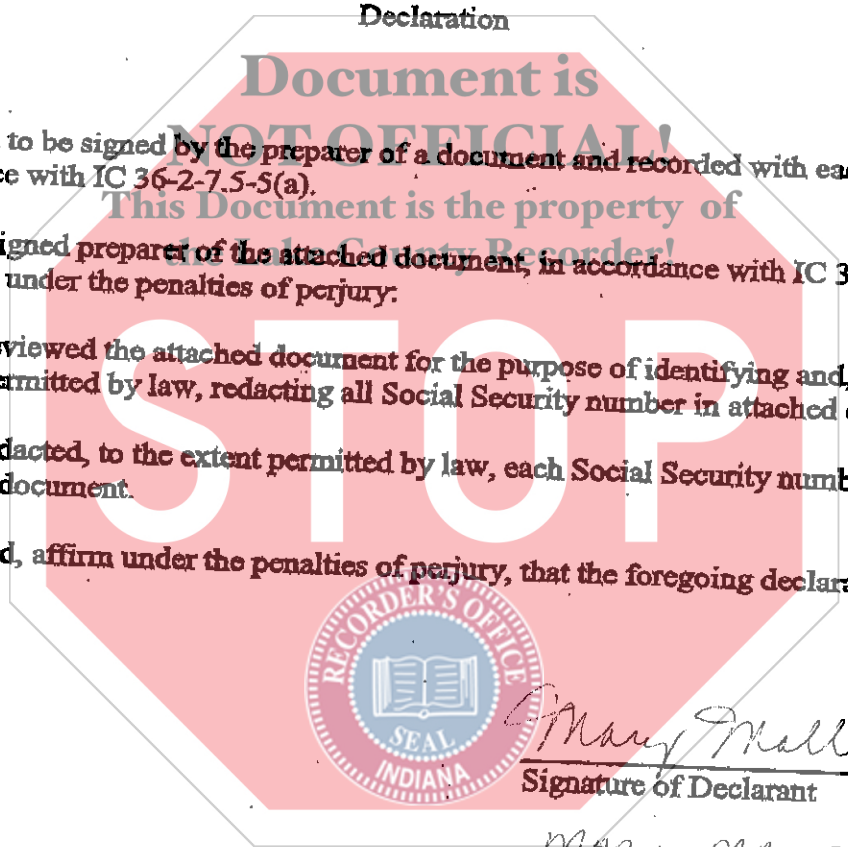 Declaration
Document is
NOT OFFICIAL!
to be signed by the preparer of a document and recorded with
with IC 36-2-7.5-5(a).
This Document is the property of
preparer of the attached document, in accordance with IC
the Lake County Recorder!
under the penalties of perjury:
viewed the attached document for the purpose of identifying and,
rmitted by law, redacting all Social Security number in attached
STOP
dacted, to the extent permitted by law, each Social Security numb
document.
d, affirm under the penalties of perjury, that the foregoing
RECORDER'S OFFICE
SEAL
INDIANA
Mary
Signature of Declarant